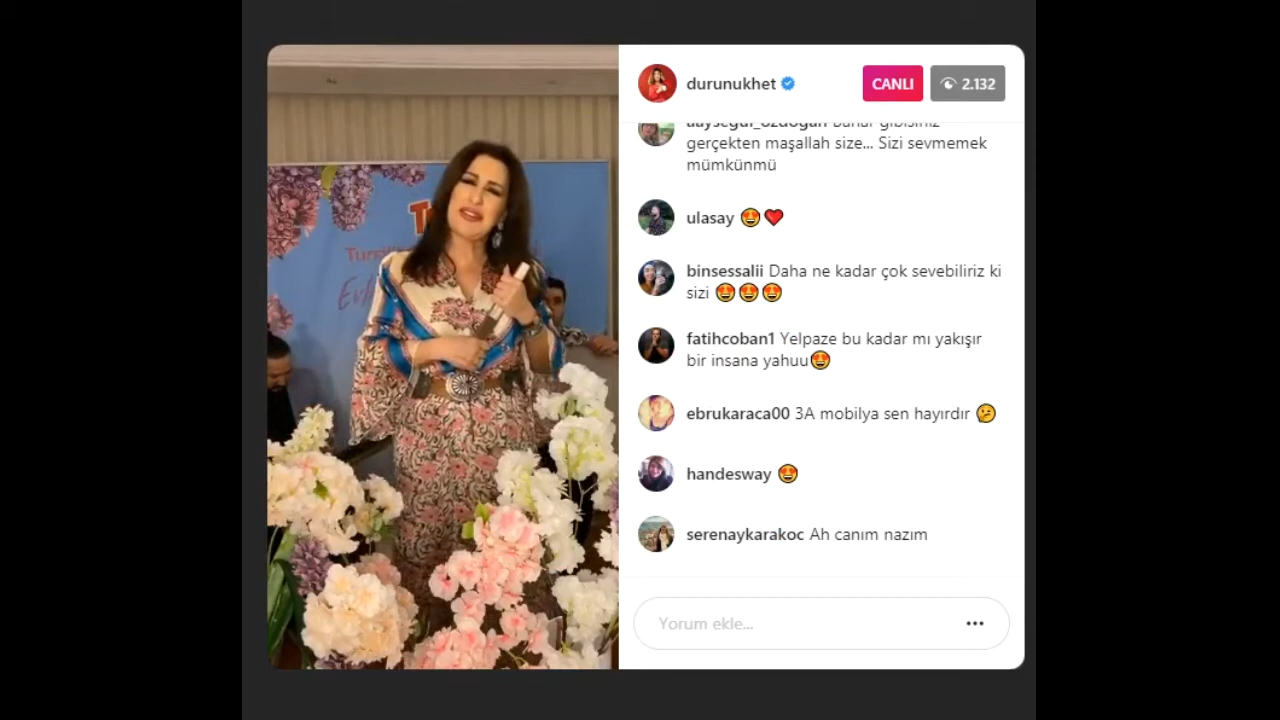 durunukhet
CANLI
2.132
gerçekten maşallah size... Sizi sevmemek
mümkünmü
ulasay 😍❤️
binsessalii Daha ne kadar çok sevebiliriz ki
sizi 😍😍😍
fatihcoban1 Yelpaze bu kadar mı yakışır
bir insana yahuu😍
ebrukaraca00 3A mobilya sen hayırdır 🤔
handesway 😍
serenaykarakoc Ah canım nazım
Yorum ekle...